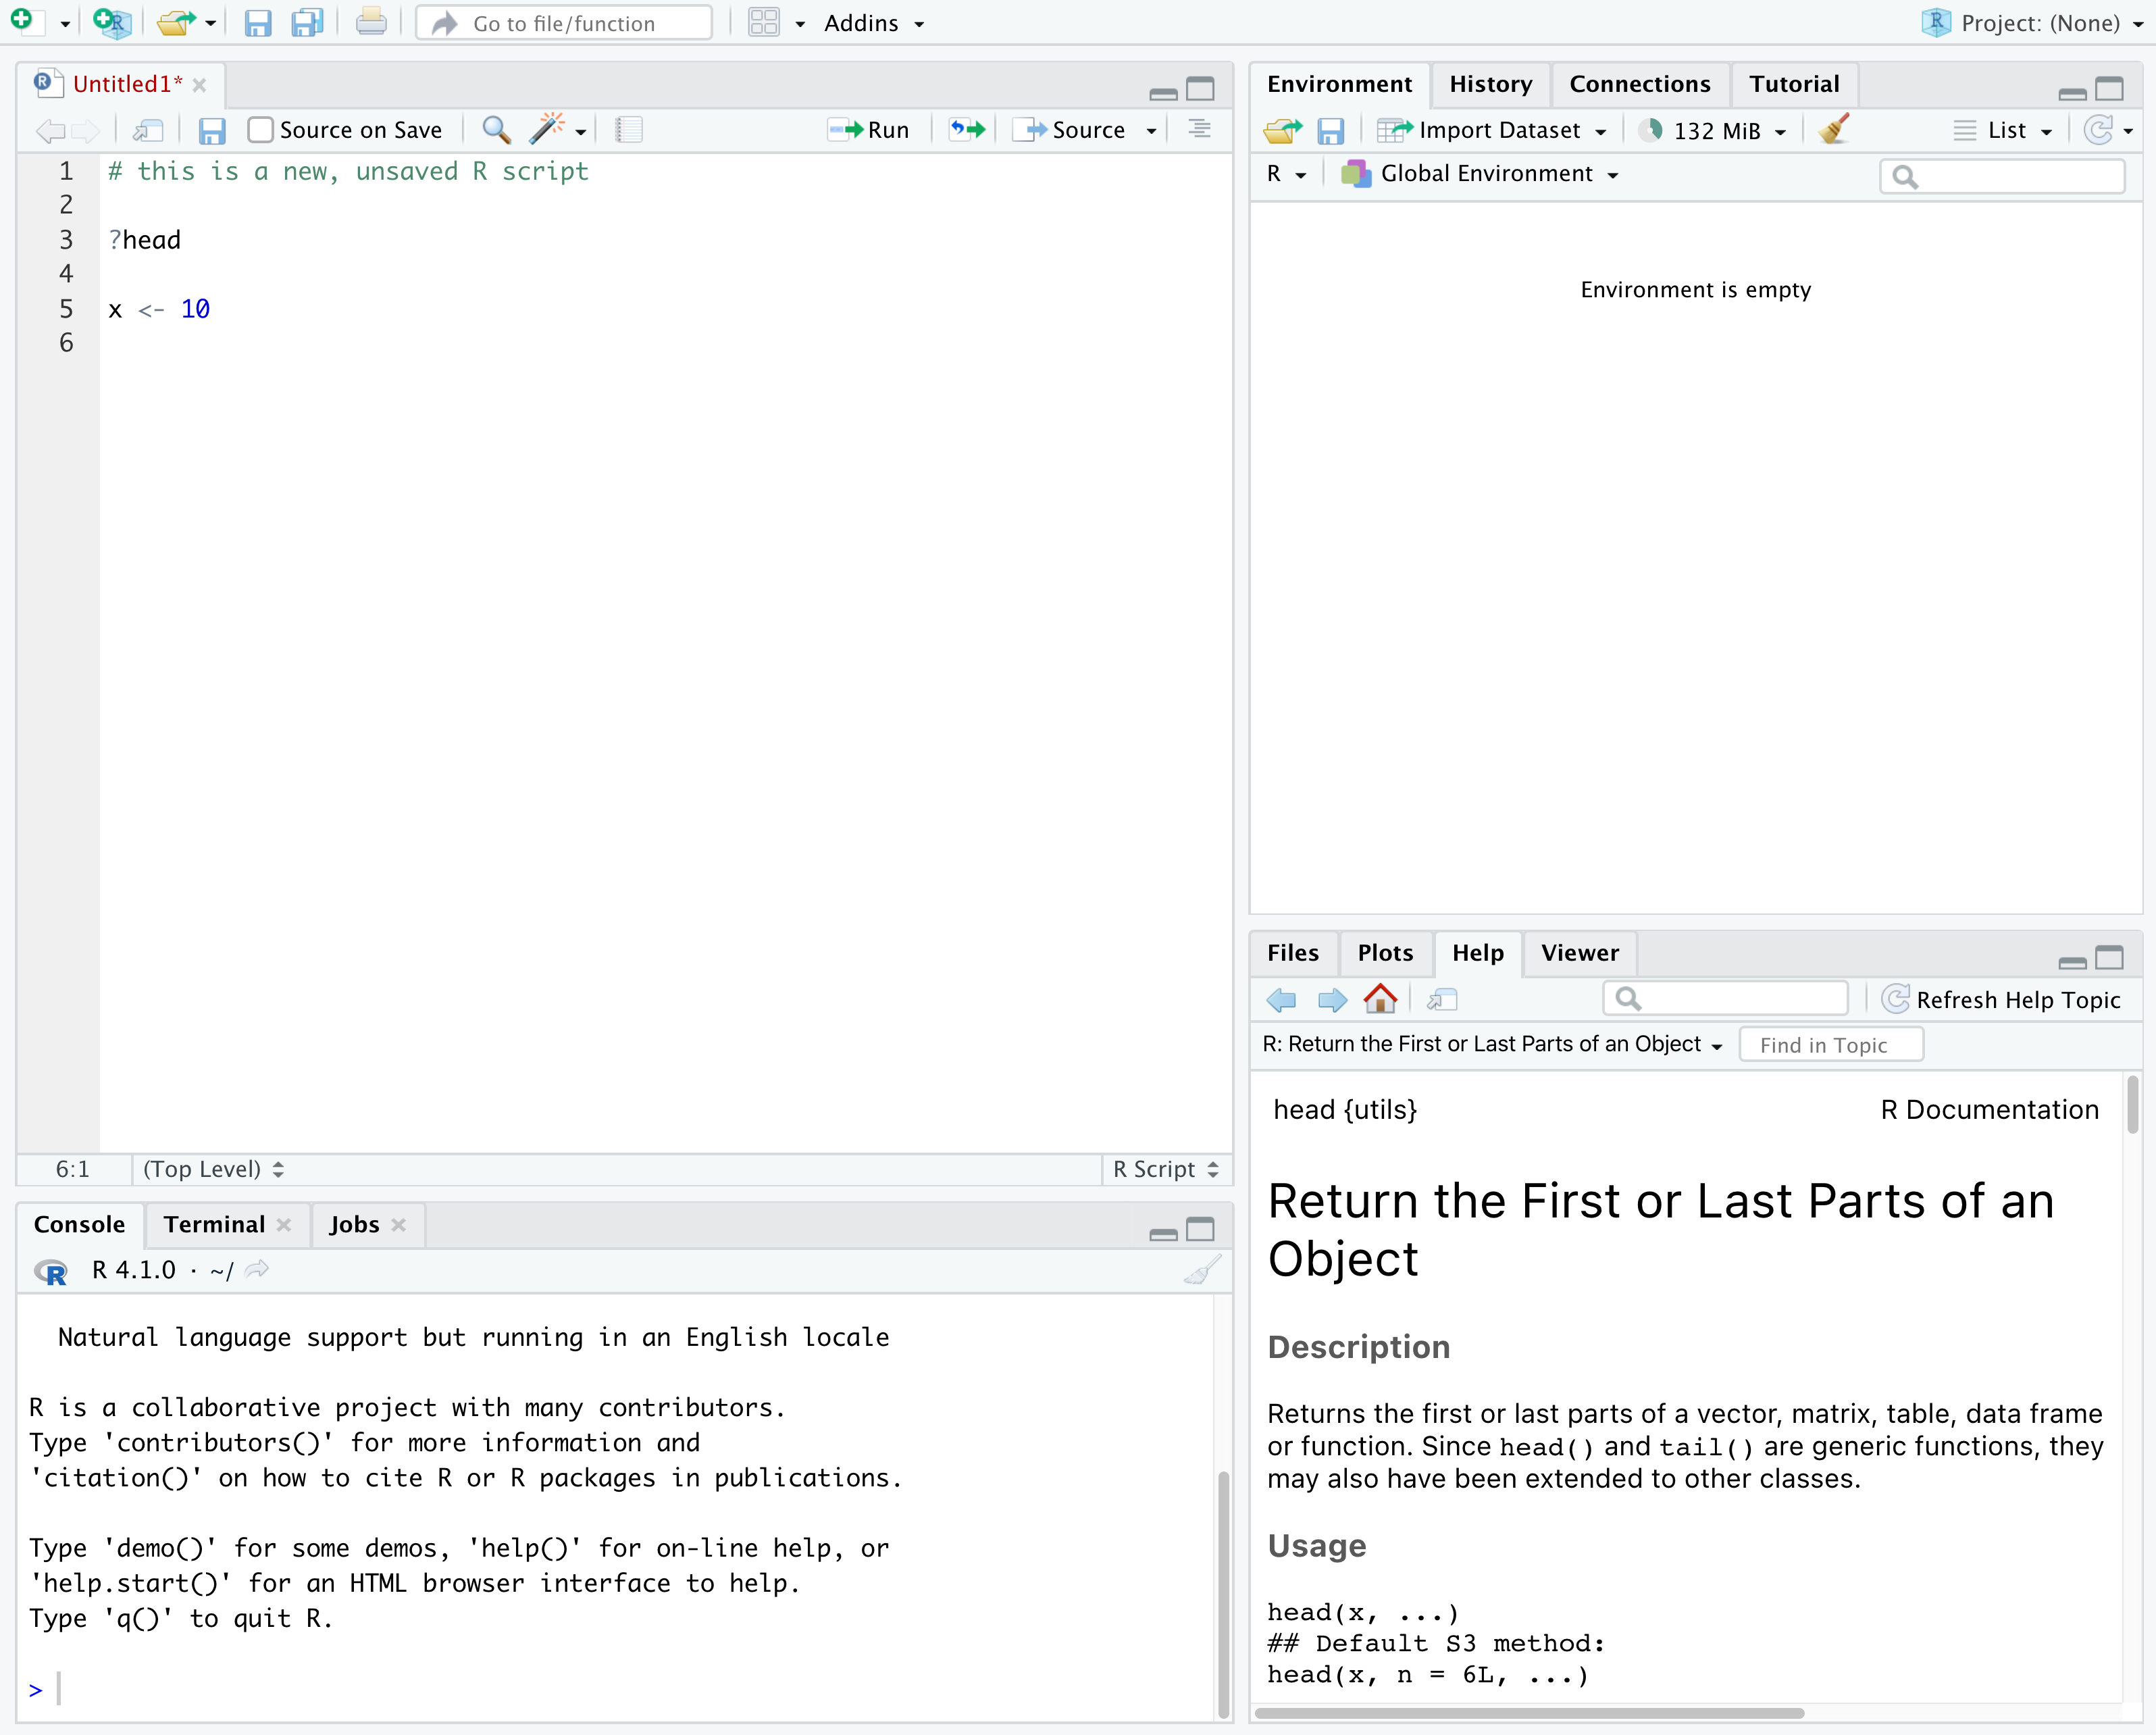 Go to file/function
Addins
Project: (None)
Untitled1*
Source on Save
Run
Source
1 # this is a new, unsaved R script
2
3 ?head
4
5 x <- 10
6
6:1 (Top Level) R Script
Console Terminal Jobs
R 4.1.0 · ~/
Natural language support but running in an English locale
R is a collaborative project with many contributors.
Type 'contributors()' for more information and
'citation()' on how to cite R or R packages in publications.
Type 'demo()' for some demos, 'help()' for on-line help, or
'help.start()' for an HTML browser interface to help.
Type 'q()' to quit R.
>
Environment History Connections Tutorial
Import Dataset 132 MiB List
R Global Environment
Environment is empty
Files Plots Help Viewer
Refresh Help Topic
R: Return the First or Last Parts of an Object Find in Topic
head {utils} R Documentation
Return the First or Last Parts of an
Object
Description
Returns the first or last parts of a vector, matrix, table, data frame
or function. Since head() and tail() are generic functions, they
may also have been extended to other classes.
Usage
head(x, ...)
## Default S3 method:
head(x, n = 6L, ...)